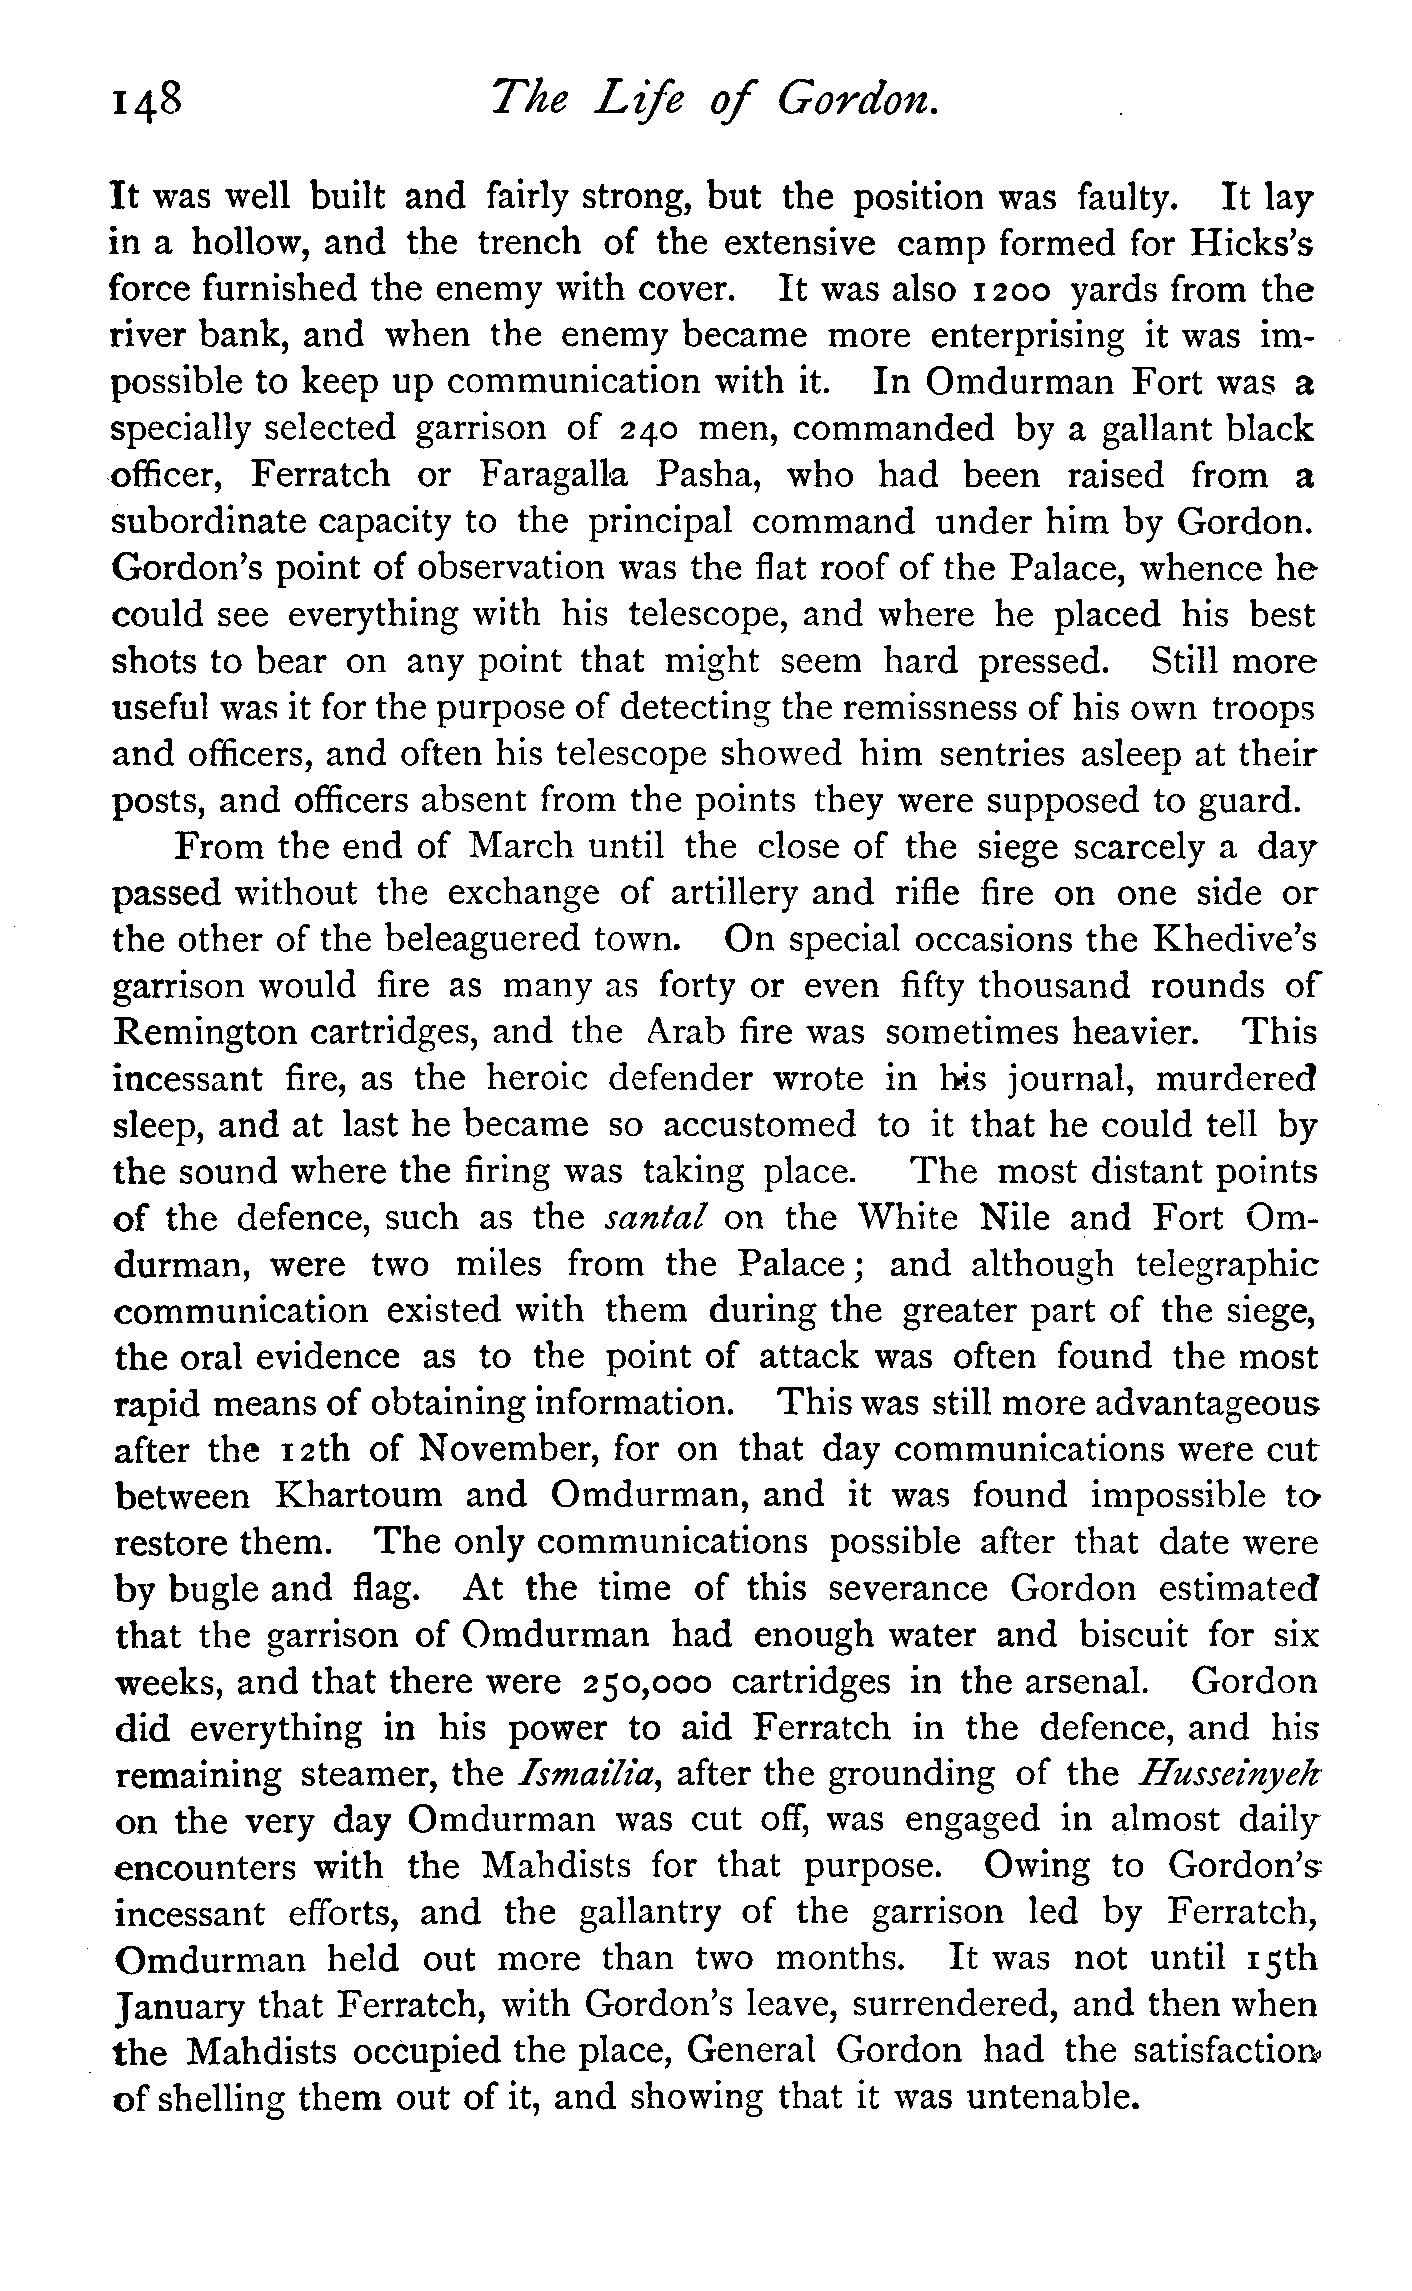 148 The Life of Gordon.
It was well built and fairly strong, but the position was faulty. It lay
in a hollow, and the trench of the extensive camp formed for Hicks's
force furnished the enemy with cover. It was also 1200 yards from the
river bank, and when the enemy became more enterprising it was im-
possible to keep up communication with it. In Omdurman Fort was a
specially selected garrison of 240 men, commanded by a gallant black
officer, Ferratch or Faragalla Pasha, who had been raised from a
subordinate capacity to the principal command under him by Gordon.
Gordon's point of observation was the flat roof of the Palace, whence he
could see everything with his telescope, and where he placed his best
shots to bear on any point that might seem hard pressed. Still more
useful was it for the purpose of detecting the remissness of his own troops
and officers, and often his telescope showed him sentries asleep at their
posts, and officers absent from the points they were supposed to guard.
From the end of March until the close of the siege scarcely a day
passed without the exchange of artillery and rifle fire on one side or
the other of the beleaguered town. On special occasions the Khedive's
garrison would fire as many as forty or even fifty thousand rounds of
Remington cartridges, and the Arab fire was sometimes heavier. This
incessant fire, as the heroic defender wrote in his journal, murdered
sleep, and at last he became so accustomed to it that he could tell by
the sound where the firing was taking place. The most distant points
of the defence, such as the santal on the White Nile and Fort Om-
durman, were two miles from the Palace; and although telegraphic
communication existed with them during the greater part of the siege,
the oral evidence as to the point of attack was often found the most
rapid means of obtaining information. This was still more advantageous
after the 12th of November, for on that day communications were cut
between Khartoum and Omdurman, and it was found impossible to
restore them. The only communications possible after that date were
by bugle and flag. At the time of this severance Gordon estimated
that the garrison of Omdurman had enough water and biscuit for six
weeks, and that there were 250,000 cartridges in the arsenal. Gordon
did everything in his power to aid Ferratch in the defence, and his
remaining steamer, the Ismailia, after the grounding of the Husseinyeh
on the very day Omdurman was cut off, was engaged in almost daily
encounters with the Mahdists for that purpose. Owing to Gordon's
incessant efforts, and the gallantry of the garrison led by Ferratch,
Omdurman held out more than two months. It was not until 15th
January that Ferratch, with Gordon's leave, surrendered, and then when
the Mahdists occupied the place, General Gordon had the satisfaction
of shelling them out of it, and showing that it was untenable.